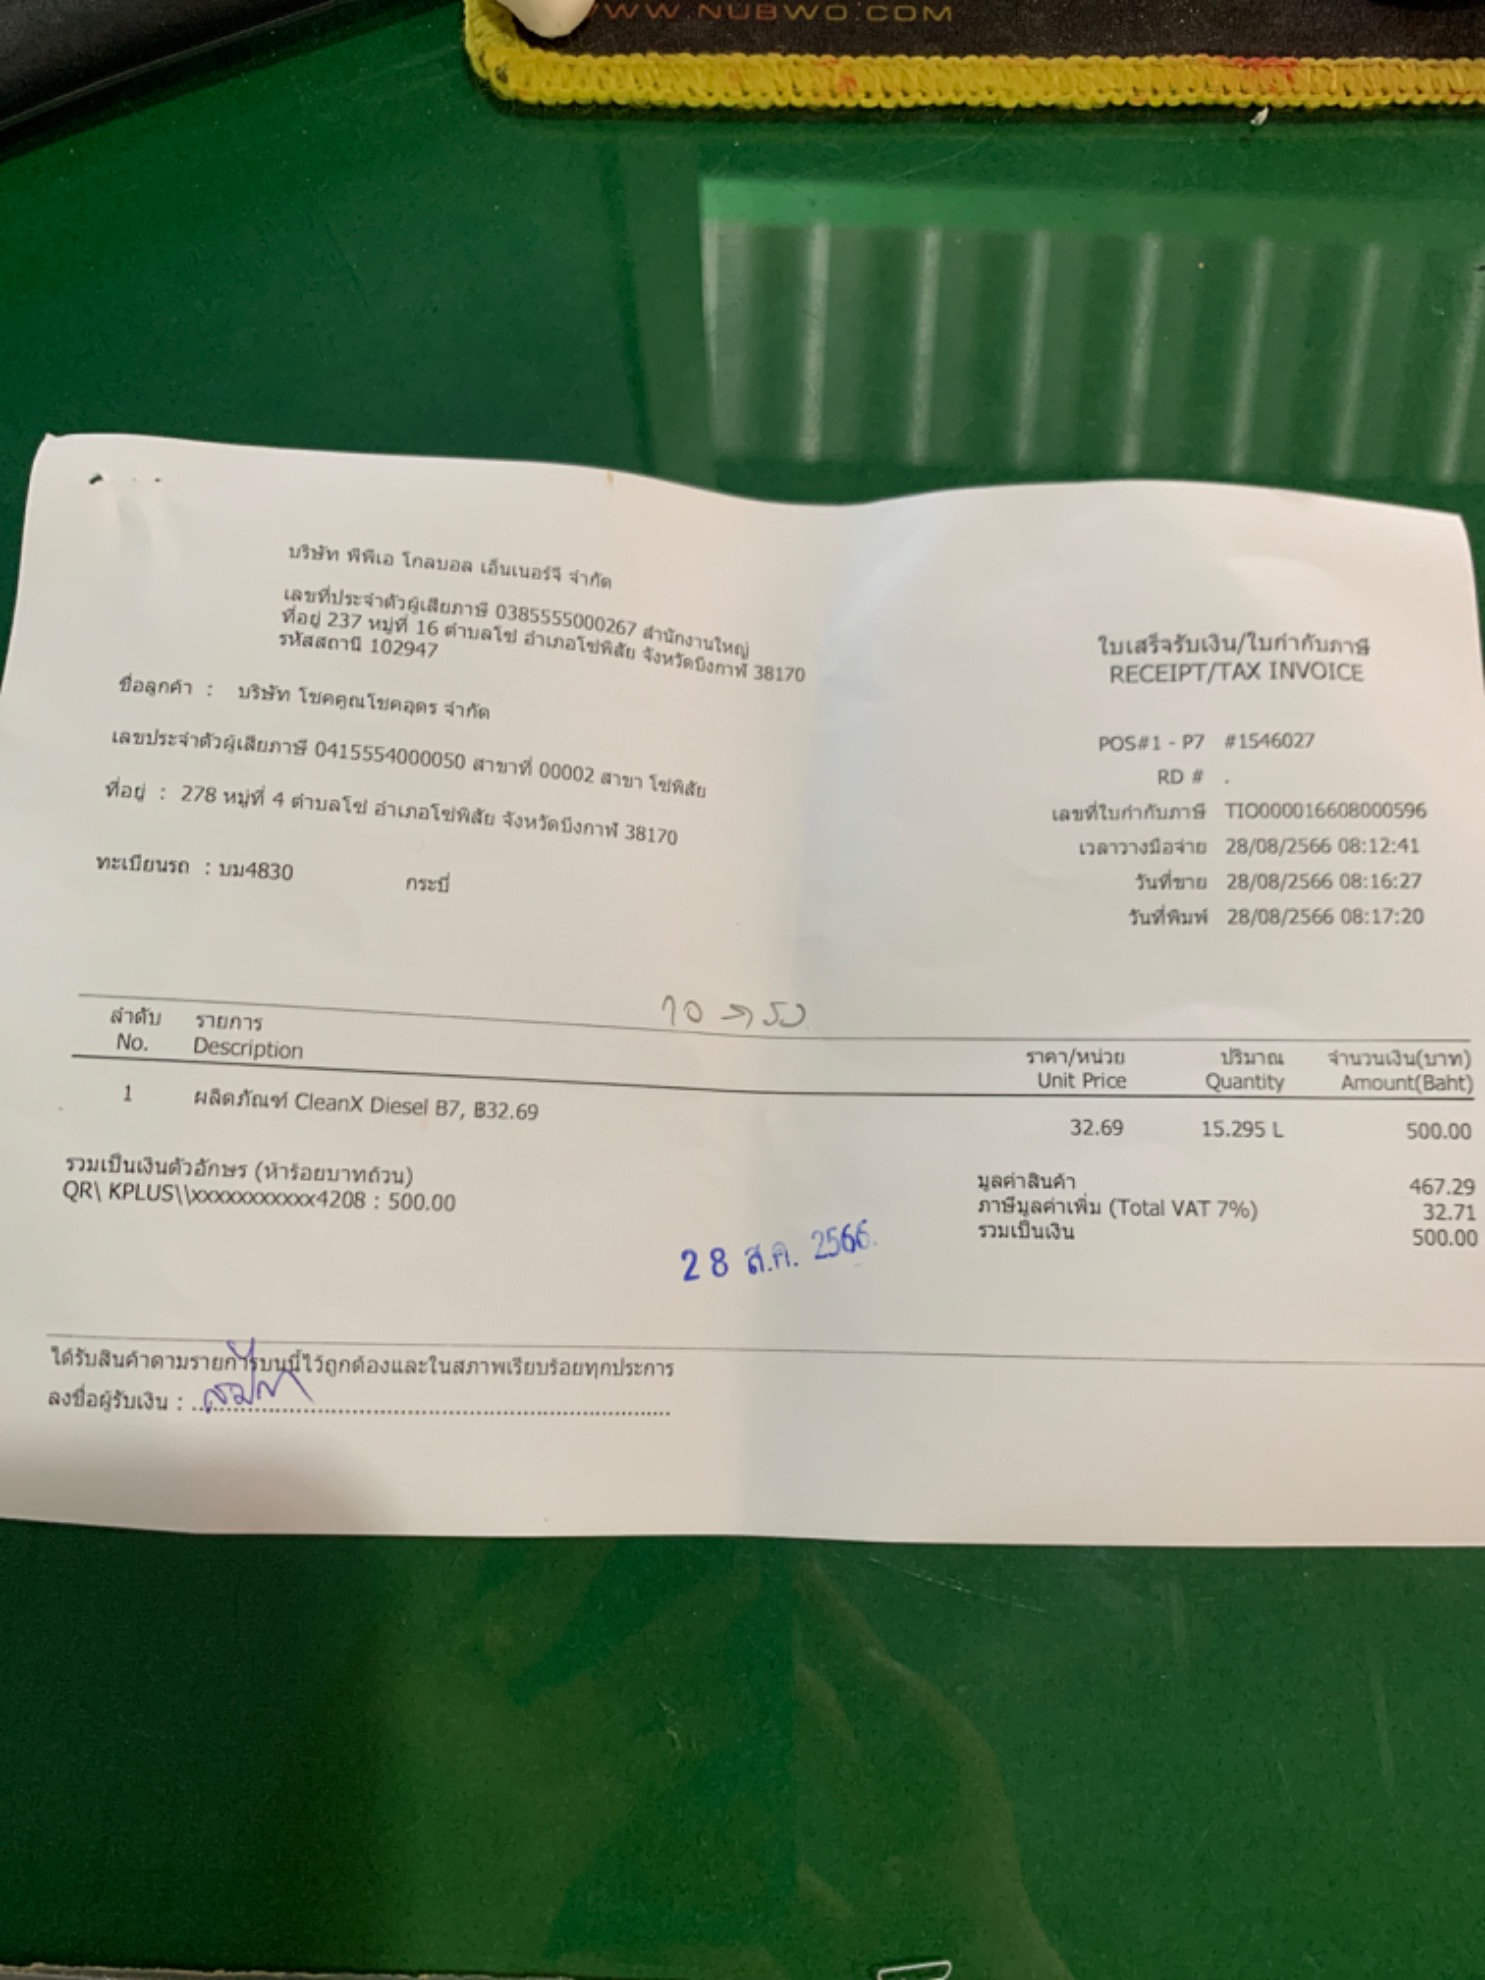 WWW.NUBWO.COM
บริษัท พีพีเอ โกลบอล เอ็นเนอร์จี จำกัด
เลขที่ประจำตัวผู้เสียภาษี 0385555000267 สำนักงานใหญ่
ที่อยู่ 237 หมู่ที่ 16 ตำบลโซ่ อำเภอโซ่พิสัย จังหวัดบึงกาฬ 38170
รหัสสถานี 102947
ใบเสร็จรับเงิน/ใบกำกับภาษี
RECEIPT/TAX INVOICE
ชื่อลูกค้า : บริษัท โชคคูณโชคอุดร จำกัด
เลขประจำตัวผู้เสียภาษี 0415554000050 สาขาที่ 00002 สาขา โซ่พิสัย
ที่อยู่ : 278 หมู่ที่ 4 ตำบลโซ่ อำเภอโซ่พิสัย จังหวัดบึงกาฬ 38170
ทะเบียนรถ : บม4830 กระบี่
POS#1 - P7 #1546027
RD # .
เลขที่ใบกำกับภาษี TIO000016608000596
เวลาวางมือจ่าย 28/08/2566 08:12:41
วันที่ขาย 28/08/2566 08:16:27
วันที่พิมพ์ 28/08/2566 08:17:20
ลำดับ รายการ ราคา/หน่วย ปริมาณ จำนวนเงิน(บาท)
No. Description Unit Price Quantity Amount(Baht)
1 ผลิตภัณฑ์ CleanX Diesel B7, ฿32.69 32.69 15.295 L 500.00
รวมเป็นเงินตัวอักษร (ห้าร้อยบาทถ้วน)
QR\ KPLUS\\xxxxxxxxxxx4208 : 500.00
มูลค่าสินค้า 467.29
ภาษีมูลค่าเพิ่ม (Total VAT 7%) 32.71
รวมเป็นเงิน 500.00
28 ส.ค. 2566
ได้รับสินค้าตามรายการบนนี้ไว้ถูกต้องและในสภาพเรียบร้อยทุกประการ
ลงชื่อผู้รับเงิน :